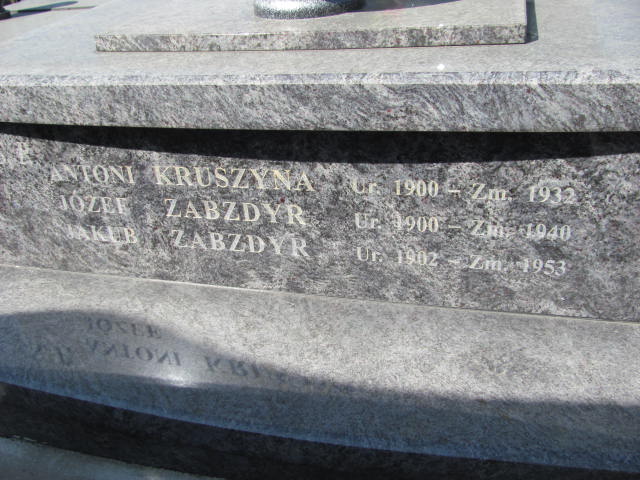 Ś. P.
ANTONI KRUSZYNA Ur. 1900 - Zm. 1932
JÓZEF ZABZDYR Ur. 1900 - Zm. 1940
JAKUB ZABZDYR Ur. 1902 - Zm. 1953